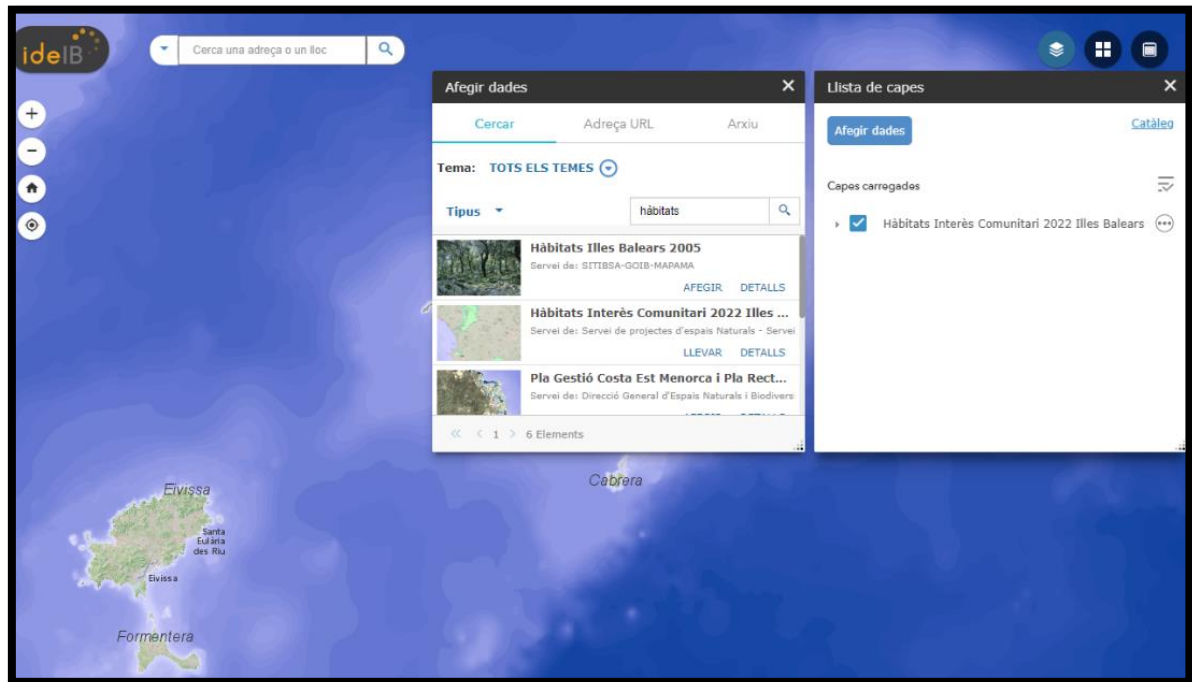 ideIB
Cerca una adreça o un lloc
Afegir dades
Cercar Adreça URL Arxiu
Tema: TOTS ELS TEMES
Tipus hàbitats
Hàbitats Illes Balears 2005
Servei de: SITIBSA-GOIB-MAPAMA
AFEGIR DETALLS
Hàbitats Interès Comunitari 2022 Illes ...
Servei de: Servei de projectes d'espais Naturals - Servei
LLEVAR DETALLS
Pla Gestió Costa Est Menorca i Pla Rect...
Servei de: Direcció General d'Espais Naturals i Biodivers
AFEGIR DETALLS
« < 1 > 6 Elements
Llista de capes
Afegir dades Catàleg
Capes carregades
Hàbitats Interès Comunitari 2022 Illes Balears
Cabrera
Eivissa
Santa
Eulària
des Riu
Eivissa
Formentera